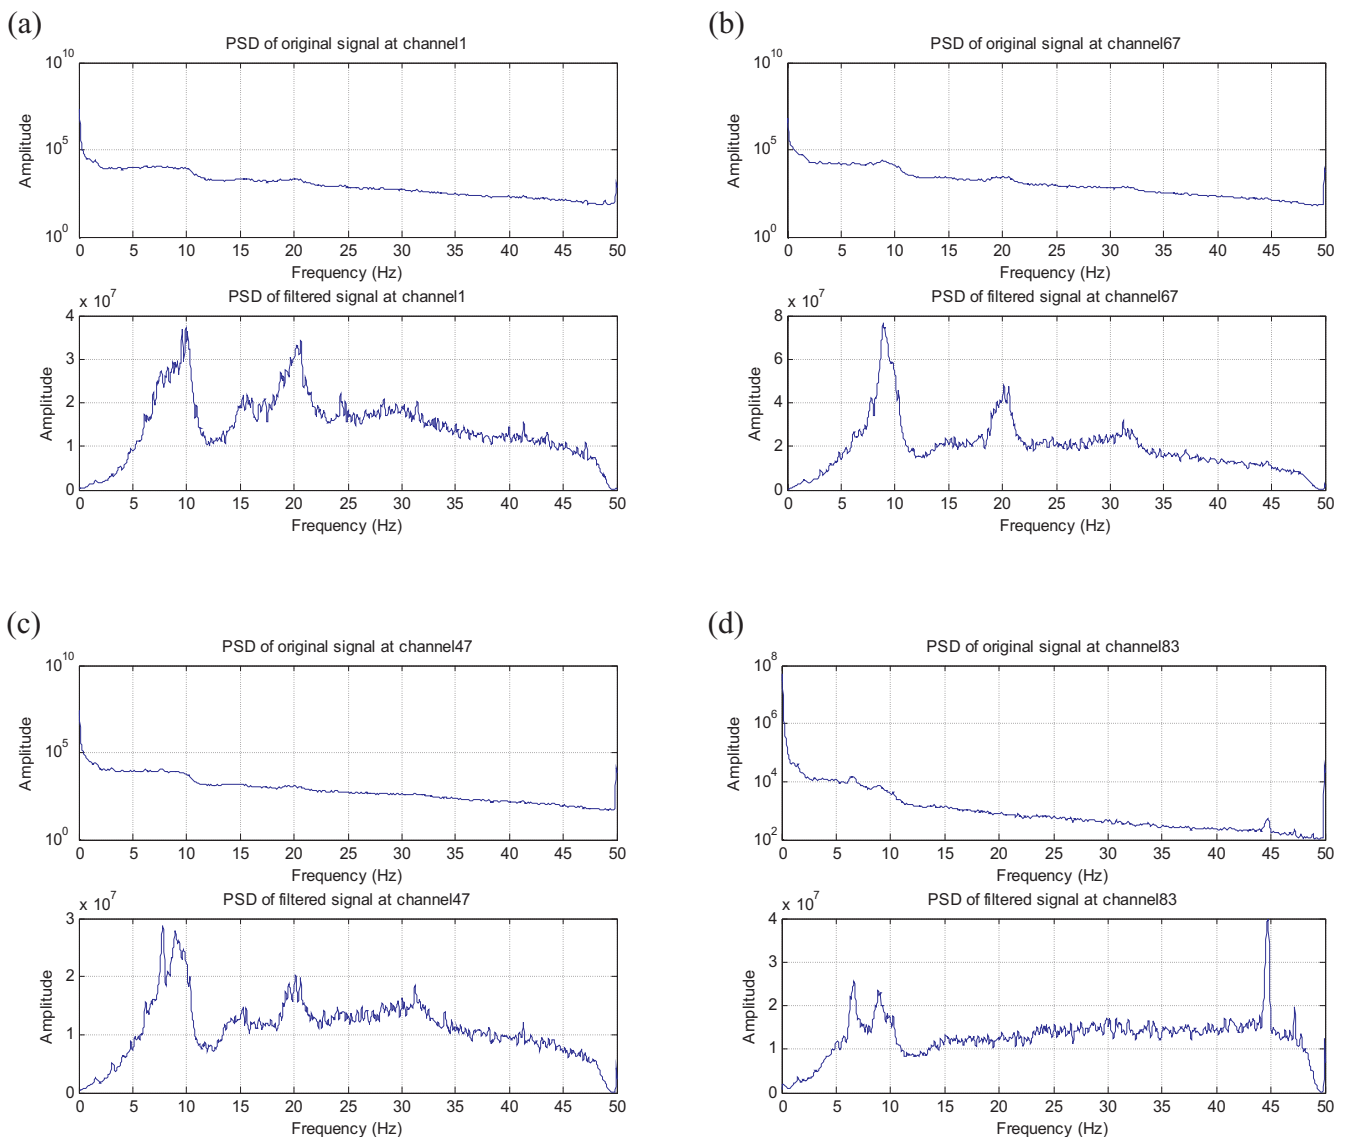 (a)
PSD of original signal at channel1
10^10
10^5
10^0
Amplitude
0 5 10 15 20 25 30 35 40 45 50
Frequency (Hz)
PSD of filtered signal at channel1
x 10^7
4
3
2
1
0
Amplitude
0 5 10 15 20 25 30 35 40 45 50
Frequency (Hz)
(b)
PSD of original signal at channel67
10^10
10^5
10^0
Amplitude
0 5 10 15 20 25 30 35 40 45 50
Frequency (Hz)
PSD of filtered signal at channel67
x 10^7
8
6
4
2
0
Amplitude
0 5 10 15 20 25 30 35 40 45 50
Frequency (Hz)
(c)
PSD of original signal at channel47
10^10
10^5
10^0
Amplitude
0 5 10 15 20 25 30 35 40 45 50
Frequency (Hz)
PSD of filtered signal at channel47
x 10^7
3
2
1
0
Amplitude
0 5 10 15 20 25 30 35 40 45 50
Frequency (Hz)
(d)
PSD of original signal at channel83
10^8
10^6
10^4
10^2
Amplitude
0 5 10 15 20 25 30 35 40 45 50
Frequency (Hz)
PSD of filtered signal at channel83
x 10^7
4
3
2
1
0
Amplitude
0 5 10 15 20 25 30 35 40 45 50
Frequency (Hz)